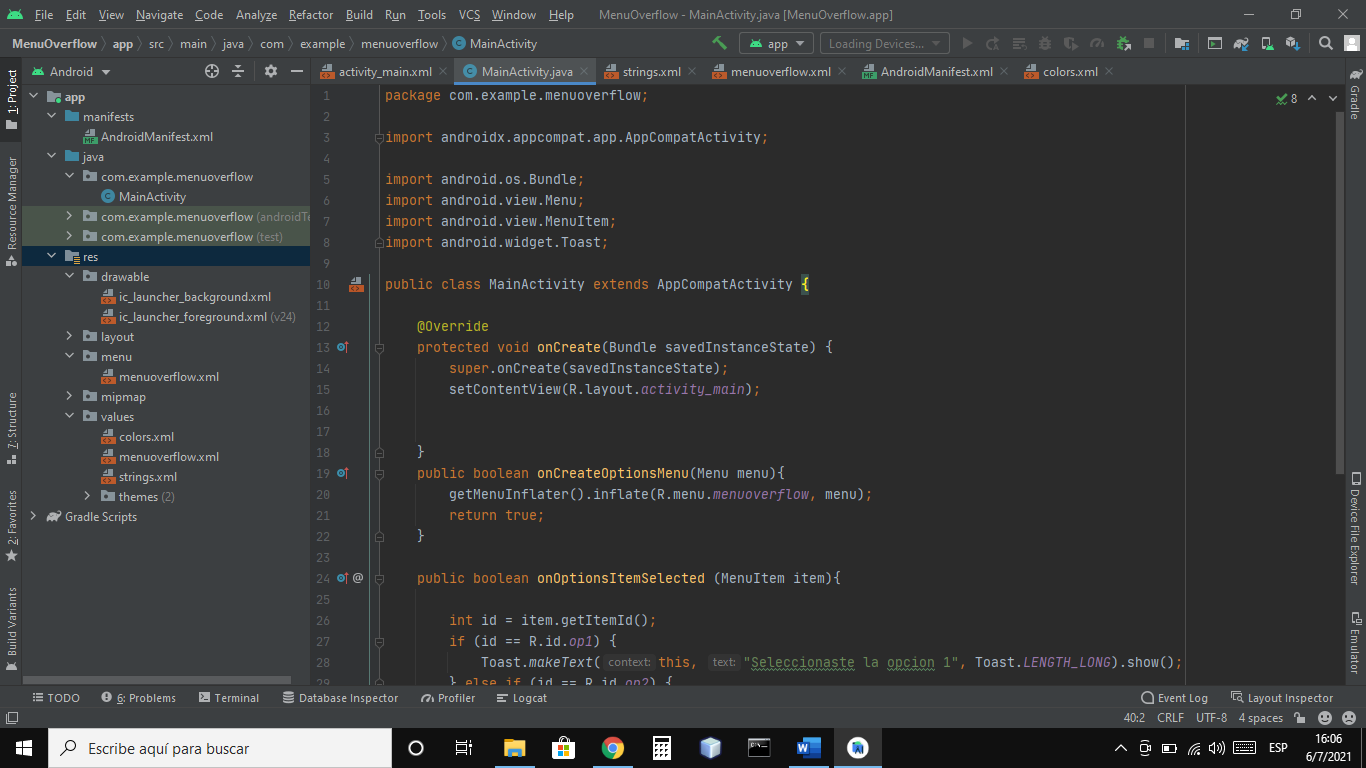 File Edit View Navigate Code Analyze Refactor Build Run Tools VCS Window Help MenuOverflow - MainActivity.java [MenuOverflow.app]
MenuOverflow app src main java com example menuoverflow MainActivity app Loading Devices...
Android activity_main.xml MainActivity.java strings.xml menuoverflow.xml AndroidManifest.xml colors.xml
1: Project
Resource Manager
7: Structure
2: Favorites
Build Variants
app
manifests
AndroidManifest.xml
java
com.example.menuoverflow
MainActivity
com.example.menuoverflow (androidTe
com.example.menuoverflow (test)
res
drawable
ic_launcher_background.xml
ic_launcher_foreground.xml (v24)
layout
menu
menuoverflow.xml
mipmap
values
colors.xml
menuoverflow.xml
strings.xml
themes (2)
Gradle Scripts
8
1 package com.example.menuoverflow;
2
3 import androidx.appcompat.app.AppCompatActivity;
4
5 import android.os.Bundle;
6 import android.view.Menu;
7 import android.view.MenuItem;
8 import android.widget.Toast;
9
10 public class MainActivity extends AppCompatActivity {
11
12 @Override
13 protected void onCreate(Bundle savedInstanceState) {
14 super.onCreate(savedInstanceState);
15 setContentView(R.layout.activity_main);
16
17
18 }
19 public boolean onCreateOptionsMenu(Menu menu){
20 getMenuInflater().inflate(R.menu.menuoverflow, menu);
21 return true;
22 }
23
24 @ public boolean onOptionsItemSelected (MenuItem item){
25
26 int id = item.getItemId();
27 if (id == R.id.op1) {
28 Toast.makeText( context: this, text: "Seleccionaste la opcion 1", Toast.LENGTH_LONG).show();
29 } else if (id == R.id.op2) {
Gradle
Device File Explorer
Emulator
TODO 6: Problems Terminal Database Inspector Profiler Logcat Event Log Layout Inspector
40:2 CRLF UTF-8 4 spaces
Escribe aquí para buscar
ESP
16:06
6/7/2021